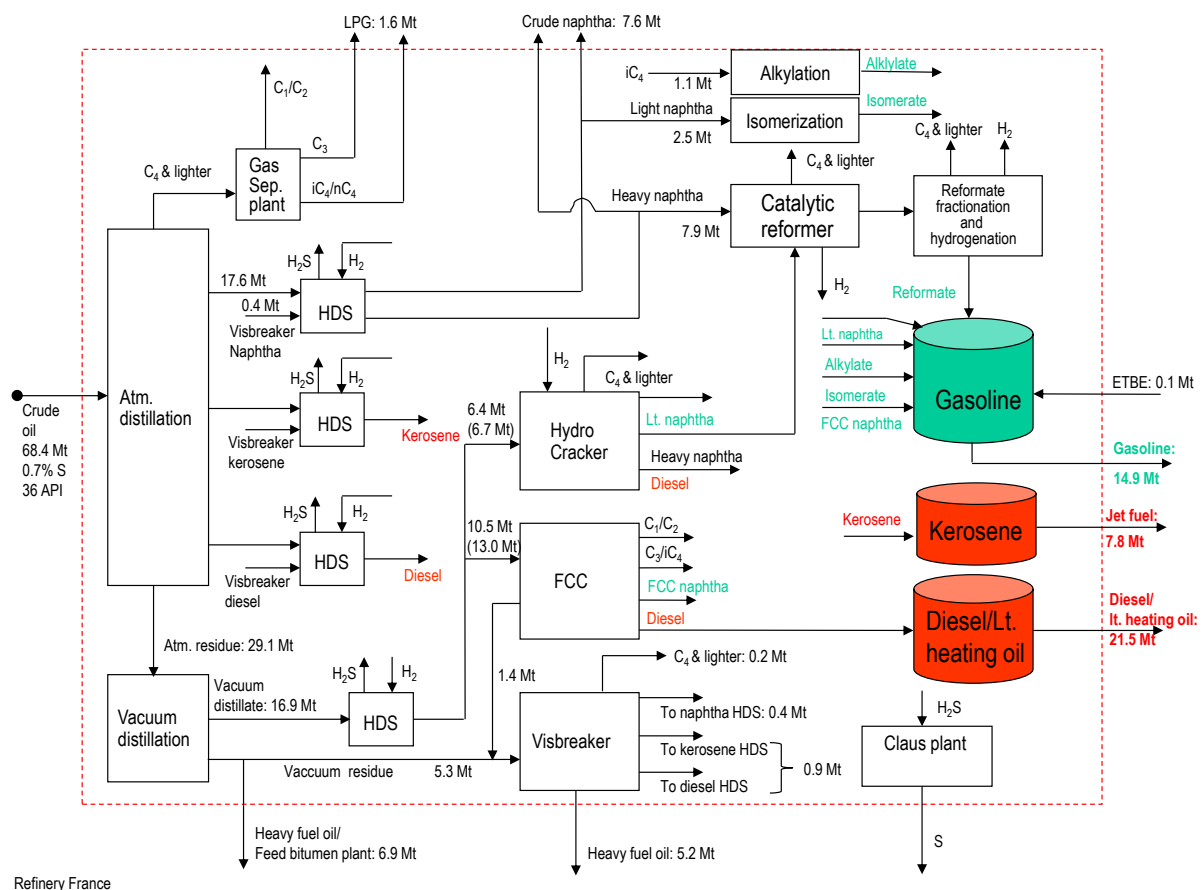 LPG: 1.6 Mt
Crude naphtha: 7.6 Mt
C1/C2
C3
iC4/nC4
C4 & lighter
Gas
Sep.
plant
iC4
1.1 Mt
Alkylation
Alklylate
Light naphtha
2.5 Mt
Isomerization
Isomerate
C4 & lighter
C4 & lighter
H2
Heavy naphtha
7.9 Mt
Catalytic
reformer
Reformate
fractionation
and
hydrogenation
H2
Reformate
17.6 Mt
0.4 Mt
Visbreaker
Naphtha
H2S
H2
HDS
Crude
oil
68.4 Mt
0.7% S
36 API
Atm.
distillation
H2S
H2
HDS
Visbreaker
kerosene
Kerosene
H2S
H2
HDS
Visbreaker
diesel
Diesel
H2
C4 & lighter
6.4 Mt
(6.7 Mt)
Hydro
Cracker
Lt. naphtha
Heavy naphtha
Diesel
10.5 Mt
(13.0 Mt)
FCC
C1/C2
C3/iC4
FCC naphtha
Diesel
Lt. naphtha
Alkylate
Isomerate
FCC naphtha
Gasoline
ETBE: 0.1 Mt
Gasoline:
14.9 Mt
Kerosene
Kerosene
Jet fuel:
7.8 Mt
Diesel/Lt.
heating oil
Diesel/
lt. heating oil:
21.5 Mt
Atm. residue: 29.1 Mt
Vacuum
distillation
Vacuum
distillate: 16.9 Mt
H2S
H2
HDS
1.4 Mt
Vaccuum residue
5.3 Mt
C4 & lighter: 0.2 Mt
Visbreaker
To naphtha HDS: 0.4 Mt
To kerosene HDS
To diesel HDS
0.9 Mt
H2S
Claus plant
S
Heavy fuel oil/
Feed bitumen plant: 6.9 Mt
Heavy fuel oil: 5.2 Mt
Refinery France